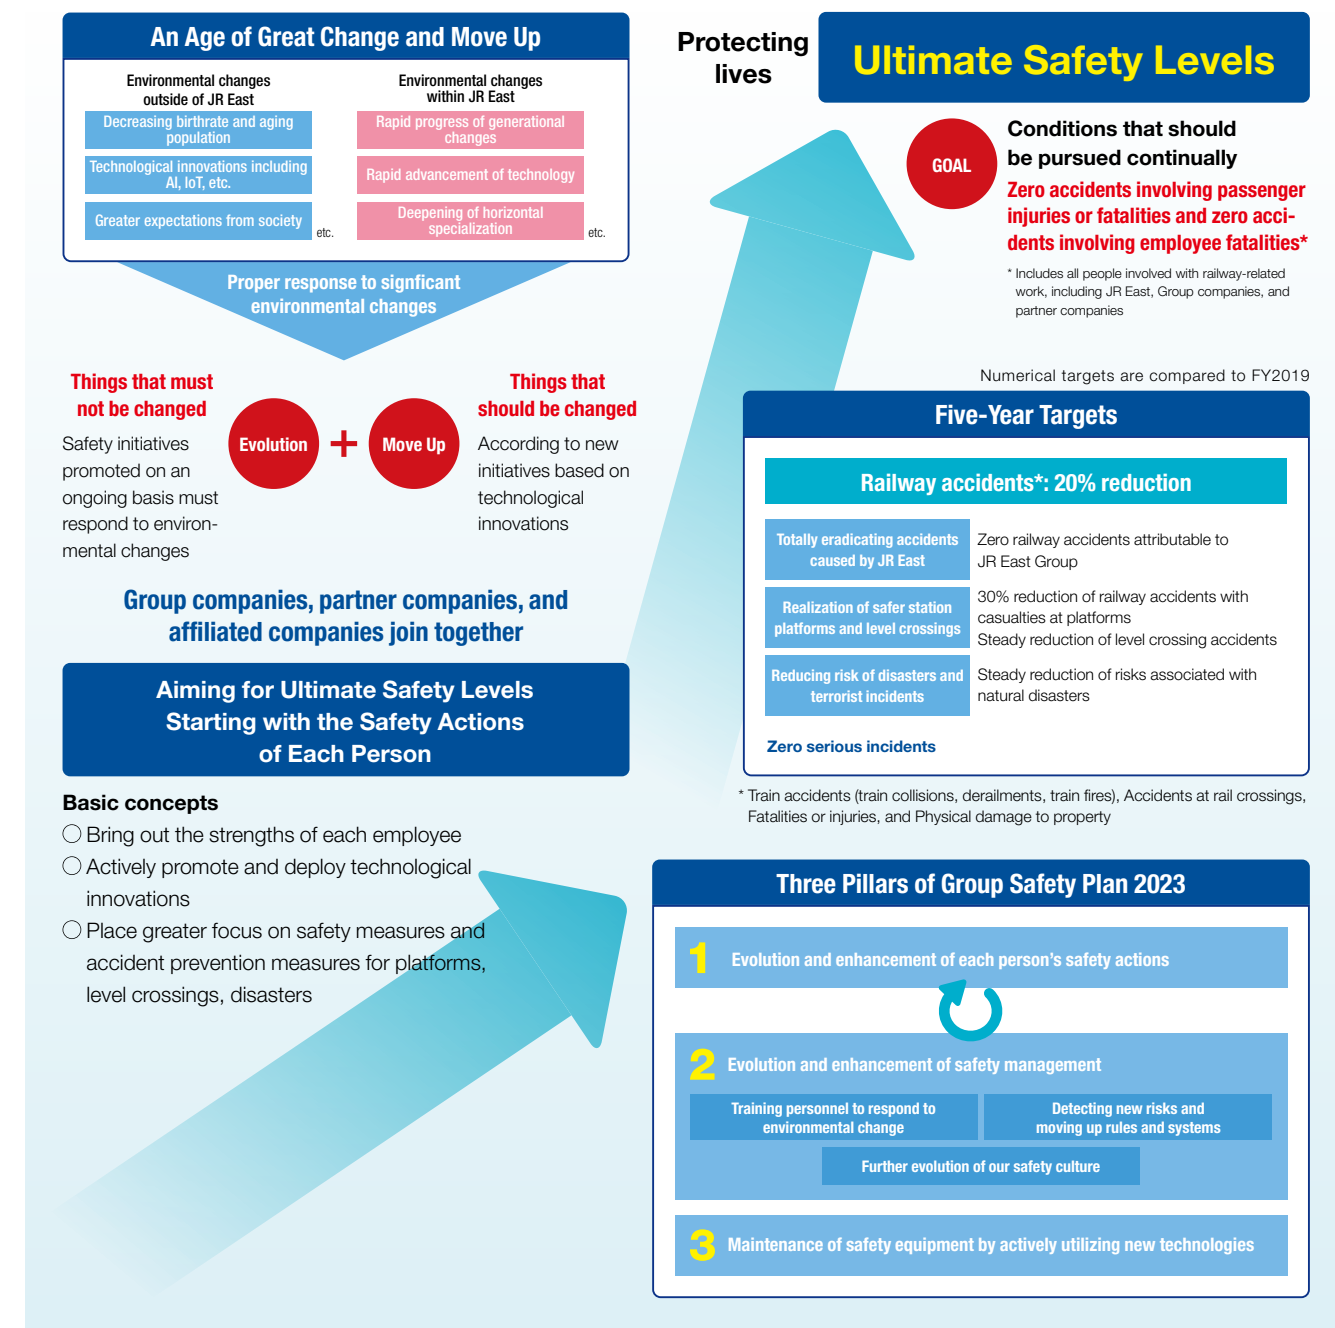 An Age of Great Change and Move Up
Environmental changes
outside of JR East
Decreasing birthrate and aging
population
Technological innovations including
AI, IoT, etc.
Greater expectations from society
etc.
Environmental changes
within JR East
Rapid progress of generational
changes
Rapid advancement of technology
Deepening of horizontal
specialization
etc.
Proper response to signficant
environmental changes
Things that must
not be changed
Safety initiatives
promoted on an
ongoing basis must
respond to environ-
mental changes
Evolution
+
Move Up
Things that
should be changed
According to new
initiatives based on
technological
innovations
Group companies, partner companies, and
affiliated companies join together
Aiming for Ultimate Safety Levels
Starting with the Safety Actions
of Each Person
Basic concepts
○ Bring out the strengths of each employee
○ Actively promote and deploy technological
innovations
○ Place greater focus on safety measures and
accident prevention measures for platforms,
level crossings, disasters
Protecting
lives
Ultimate Safety Levels
GOAL
Conditions that should
be pursued continually
Zero accidents involving passenger
injuries or fatalities and zero acci-
dents involving employee fatalities*
* Includes all people involved with railway-related
work, including JR East, Group companies, and
partner companies
Numerical targets are compared to FY2019
Five-Year Targets
Railway accidents*: 20% reduction
Totally eradicating accidents
caused by JR East
Zero railway accidents attributable to
JR East Group
Realization of safer station
platforms and level crossings
30% reduction of railway accidents with
casualties at platforms
Steady reduction of level crossing accidents
Reducing risk of disasters and
terrorist incidents
Steady reduction of risks associated with
natural disasters
Zero serious incidents
* Train accidents (train collisions, derailments, train fires), Accidents at rail crossings,
Fatalities or injuries, and Physical damage to property
Three Pillars of Group Safety Plan 2023
1 Evolution and enhancement of each person's safety actions
2 Evolution and enhancement of safety management
Training personnel to respond to
environmental change
Detecting new risks and
moving up rules and systems
Further evolution of our safety culture
3 Maintenance of safety equipment by actively utilizing new technologies